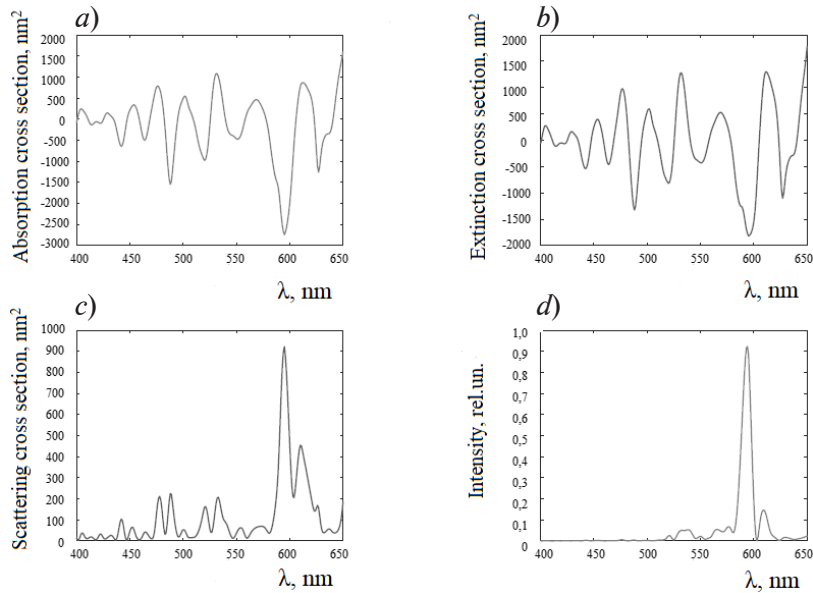 a)
Absorption cross section, nm²
2000
1500
1000
500
0
-500
-1000
-1500
-2000
-2500
-3000
400 450 500 550 600 650
λ, nm
b)
Extinction cross section, nm²
2000
1500
1000
500
0
-500
-1000
-1500
-2000
400 450 500 550 600 650
λ, nm
c)
Scattering cross section, nm²
1000
900
800
700
600
500
400
300
200
100
0
400 450 500 550 600 650
λ, nm
d)
Intensity, rel.un.
1,0
0,9
0,8
0,7
0,6
0,5
0,4
0,3
0,2
0,1
0
400 450 500 550 600 650
λ, nm